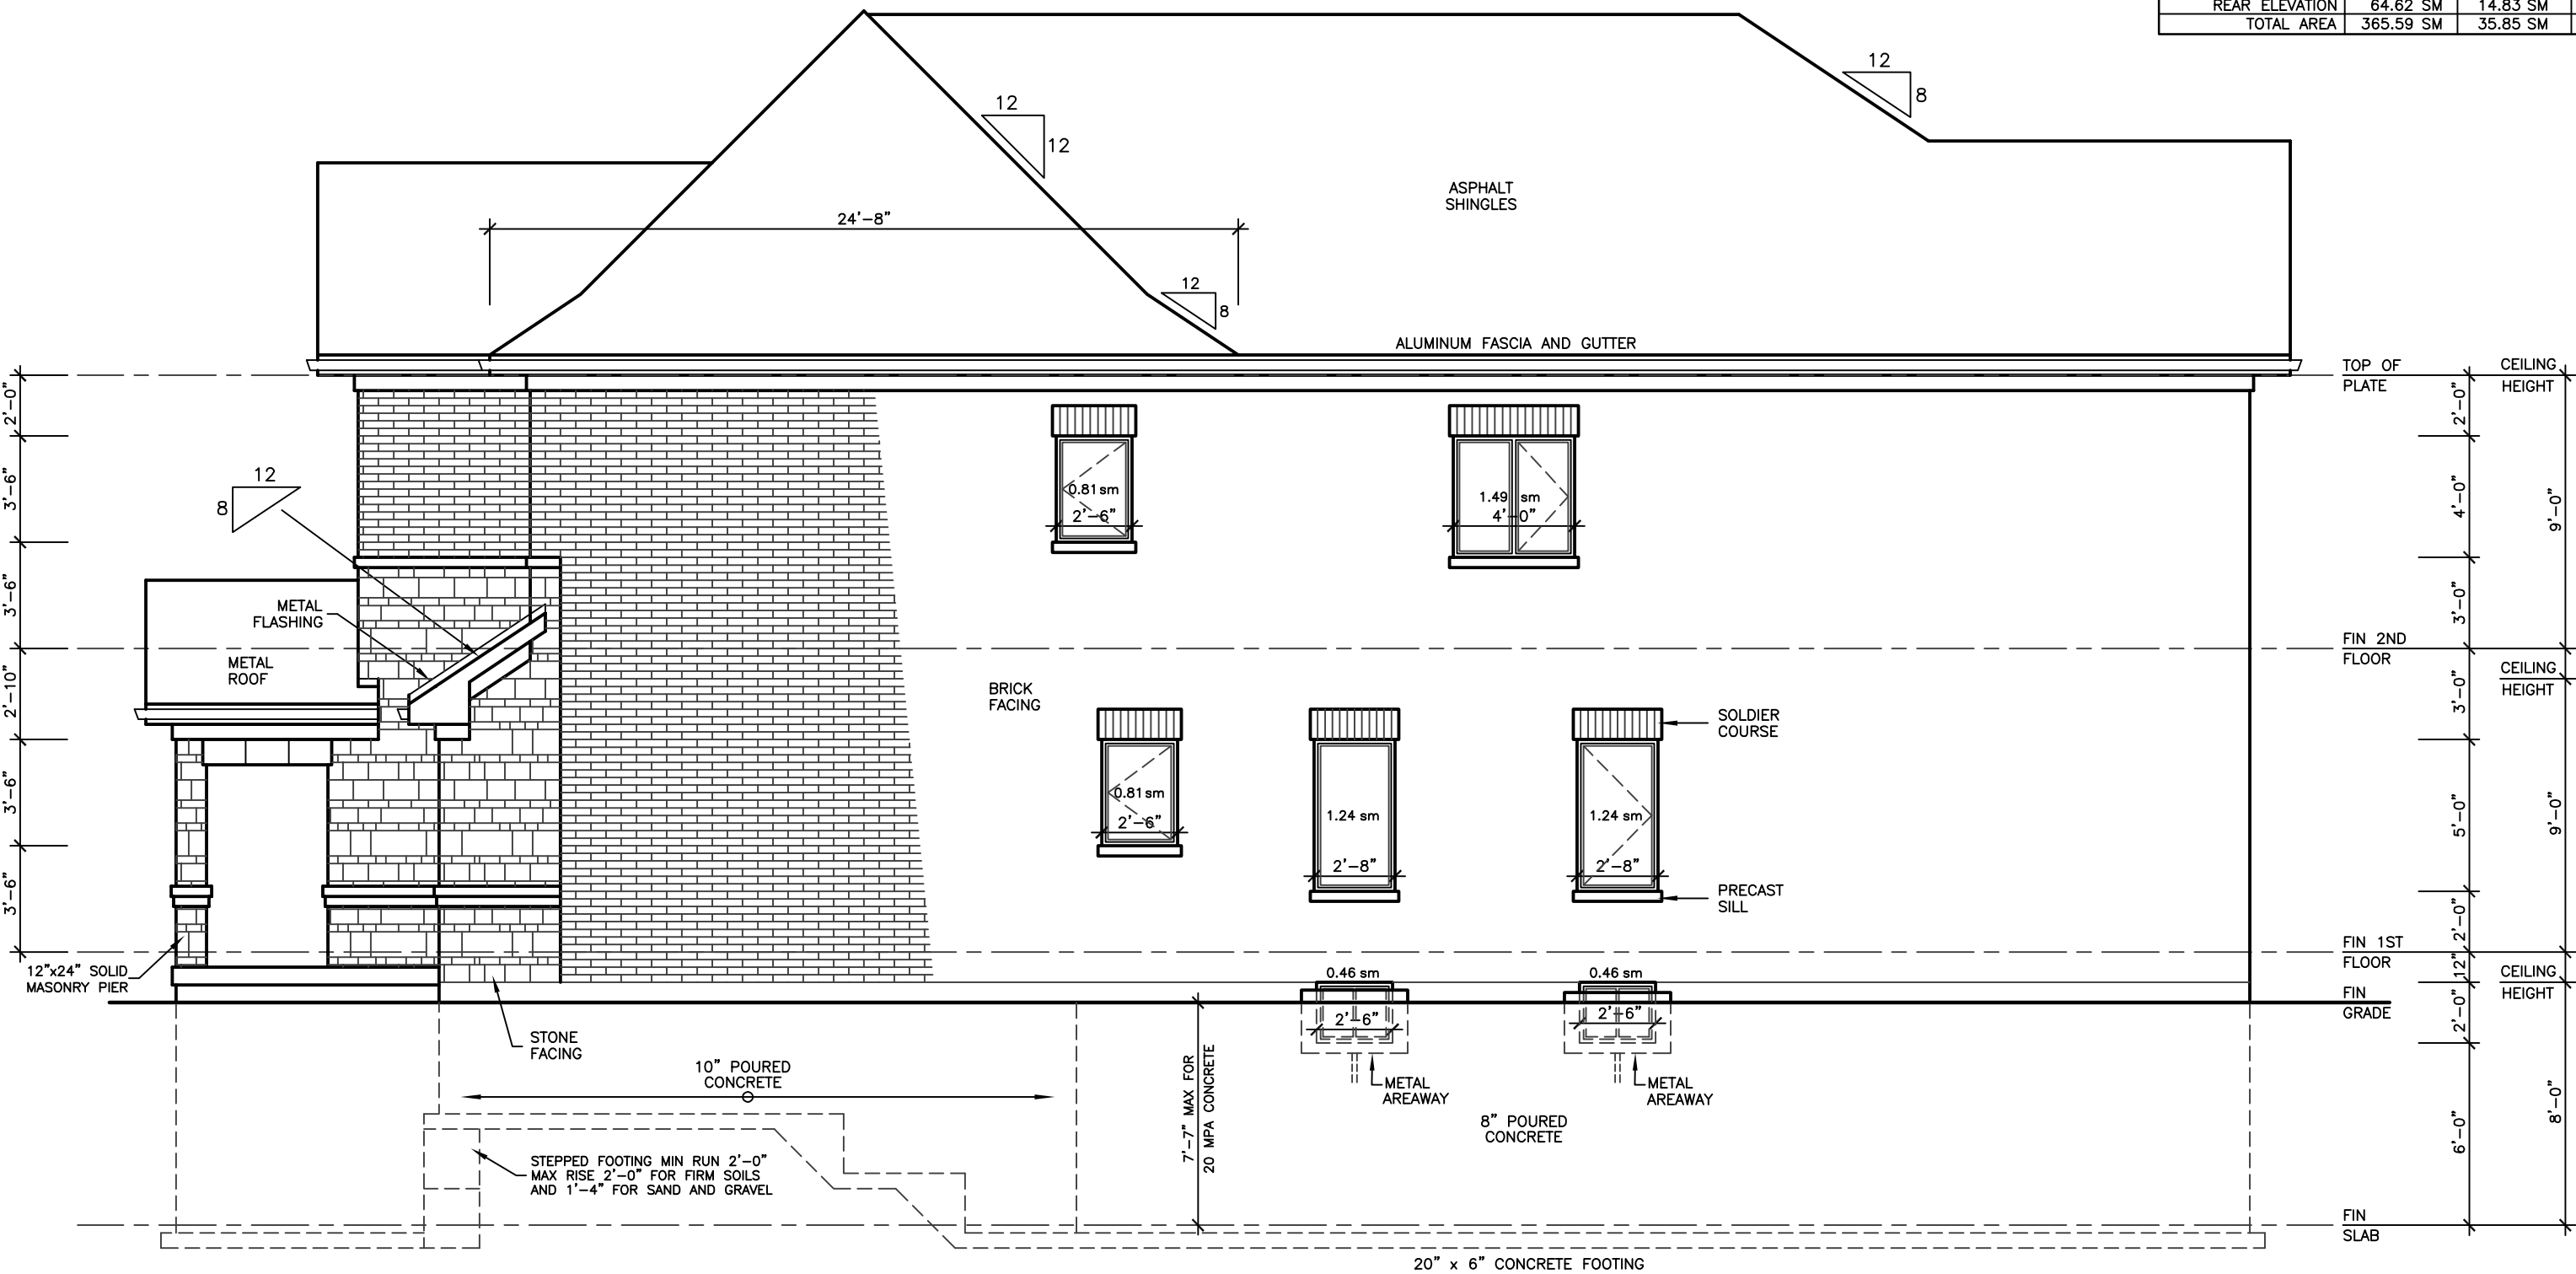 REAR ELEVATION 64.62 SM 14.83 SM
TOTAL AREA 365.59 SM 35.85 SM
12
8
12
12
ASPHALT
SHINGLES
24'-8"
12
8
ALUMINUM FASCIA AND GUTTER
TOP OF
PLATE
CEILING
HEIGHT
2'-0"
3'-6"
3'-6"
2'-10"
3'-6"
3'-6"
12
8
0.81 sm
2'-6"
1.49 sm
4'-0"
METAL
FLASHING
METAL
ROOF
BRICK
FACING
FIN 2ND
FLOOR
CEILING
HEIGHT
0.81 sm
2'-6"
1.24 sm
2'-8"
1.24 sm
2'-8"
SOLDIER
COURSE
PRECAST
SILL
12"x24" SOLID
MASONRY PIER
FIN 1ST
FLOOR
CEILING
HEIGHT
0.46 sm
2'-6"
0.46 sm
2'-6"
FIN
GRADE
STONE
FACING
10" POURED
CONCRETE
7'-7" MAX FOR
20 MPA CONCRETE
METAL
AREAWAY
METAL
AREAWAY
8" POURED
CONCRETE
STEPPED FOOTING MIN RUN 2'-0"
MAX RISE 2'-0" FOR FIRM SOILS
AND 1'-4" FOR SAND AND GRAVEL
FIN
SLAB
20" x 6" CONCRETE FOOTING
2'-0"
4'-0"
3'-0"
3'-0"
5'-0"
2'-0"
12"
2'-0"
6'-0"
9'-0"
9'-0"
8'-0"